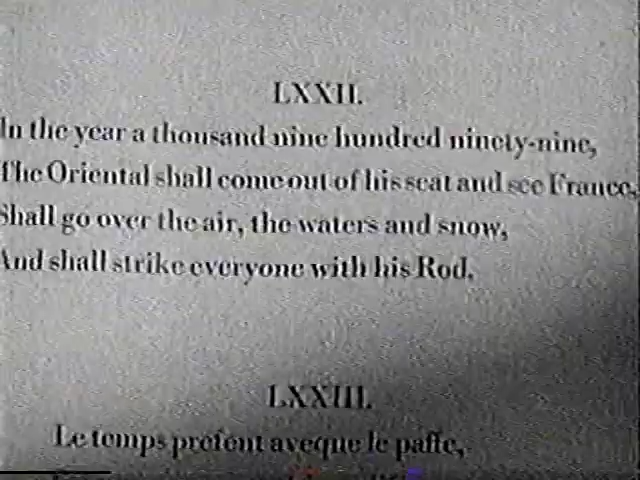 LXXII.
In the year a thousand nine hundred ninety-nine,
The Oriental shall come out of his seat and see France,
Shall go over the air, the waters and snow,
And shall strike everyone with his Rod.
LXXIII.
Le temps preſent aveque le paſſe,